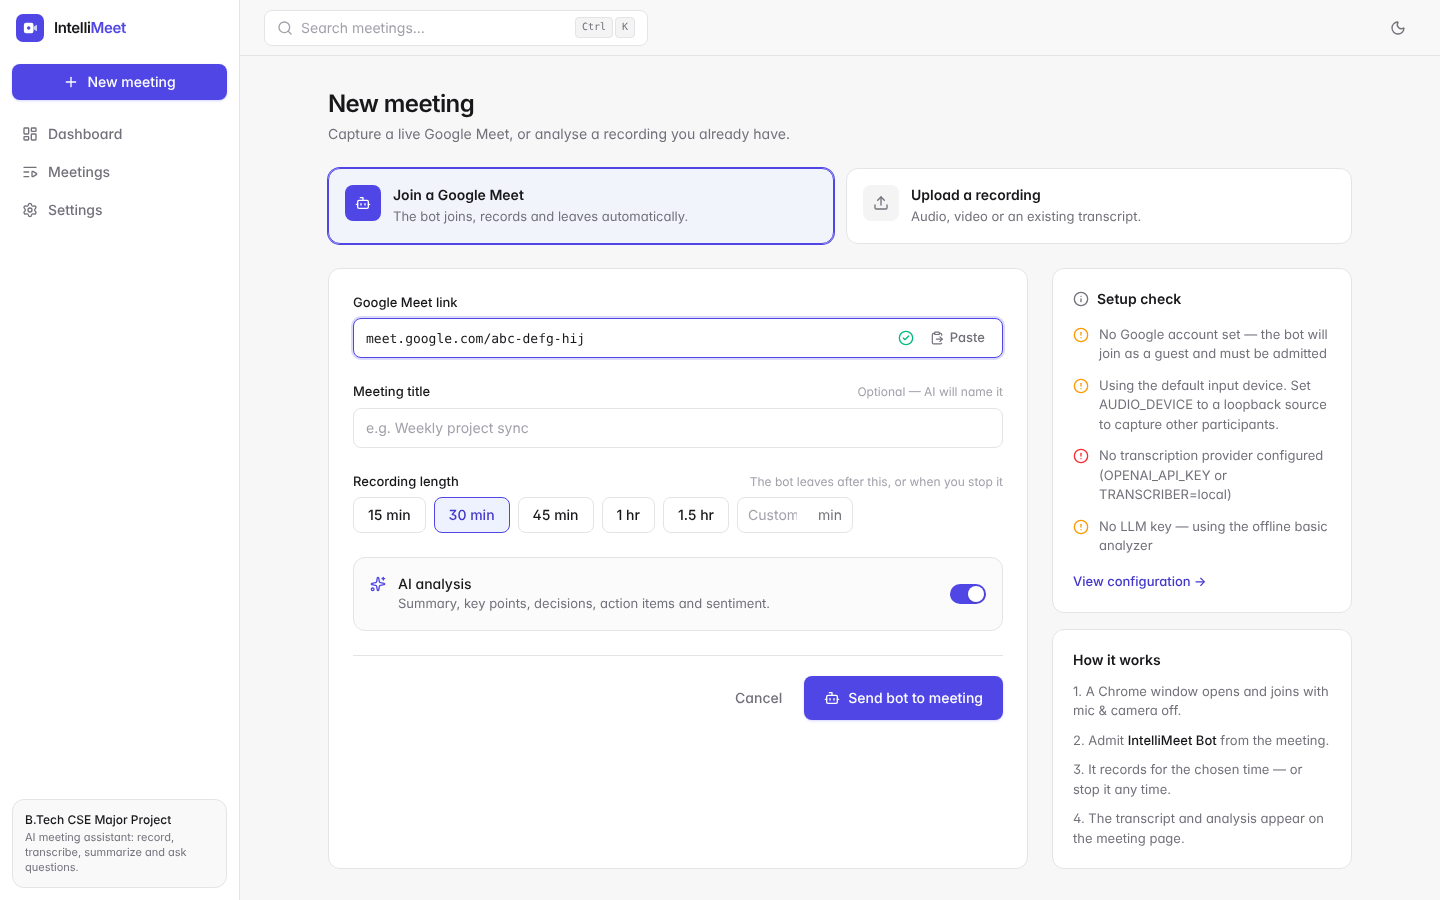 IntelliMeet
Search meetings...
Ctrl K
New meeting
Dashboard
Meetings
Settings
New meeting
Capture a live Google Meet, or analyse a recording you already have.
Join a Google Meet
The bot joins, records and leaves automatically.
Upload a recording
Audio, video or an existing transcript.
Google Meet link
meet.google.com/abc-defg-hij
Paste
Meeting title
Optional — AI will name it
e.g. Weekly project sync
Recording length
The bot leaves after this, or when you stop it
15 min
30 min
45 min
1 hr
1.5 hr
Custom
min
AI analysis
Summary, key points, decisions, action items and sentiment.
Cancel
Send bot to meeting
Setup check
No Google account set — the bot will
join as a guest and must be admitted
Using the default input device. Set
AUDIO_DEVICE to a loopback source
to capture other participants.
No transcription provider configured
(OPENAI_API_KEY or
TRANSCRIBER=local)
No LLM key — using the offline basic
analyzer
View configuration →
How it works
1. A Chrome window opens and joins with
mic & camera off.
2. Admit IntelliMeet Bot from the meeting.
3. It records for the chosen time — or
stop it any time.
4. The transcript and analysis appear on
the meeting page.
B.Tech CSE Major Project
AI meeting assistant: record,
transcribe, summarize and ask
questions.